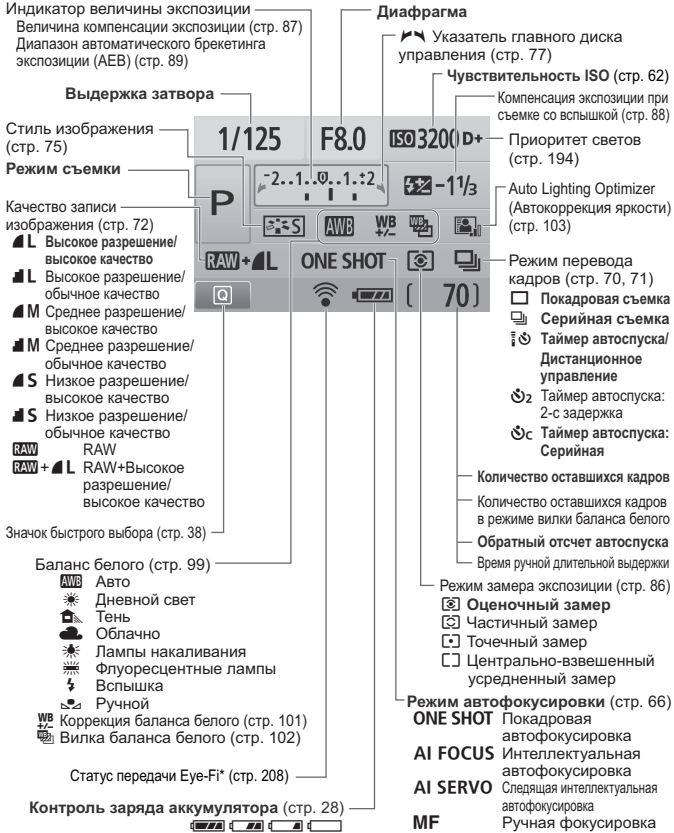 Индикатор величины экспозиции
Величина компенсации экспозиции (стр. 87)
Диапазон автоматического брекетинга
экспозиции (AEB) (стр. 89)
Выдержка затвора
Диафрагма
Указатель главного диска
управления (стр. 77)
Чувствительность ISO (стр. 62)
Компенсация экспозиции при
съемке со вспышкой (стр. 88)
Приоритет светов
(стр. 194)
Auto Lighting Optimizer
(Автокоррекция яркости)
(стр. 103)
Стиль изображения
(стр. 75)
Режим съемки
1/125 F8.0 ISO 3200 D+
P -2..1..0..1.:2 -1 1/3
S AWB WB +/- WB
RAW+L ONE SHOT
Q [ 70]
Качество записи
изображения (стр. 72)
L Высокое разрешение/
высокое качество
L Высокое разрешение/
обычное качество
M Среднее разрешение/
высокое качество
M Среднее разрешение/
обычное качество
S Низкое разрешение/
высокое качество
S Низкое разрешение/
обычное качество
RAW RAW
RAW+L RAW+Высокое
разрешение/
высокое качество
Значок быстрого выбора (стр. 38)
Режим перевода
кадров (стр. 70, 71)
Покадровая съемка
Серийная съемка
Таймер автоспуска/
Дистанционное
управление
2 Таймер автоспуска:
2-с задержка
C Таймер автоспуска:
Серийная
Количество оставшихся кадров
Количество оставшихся кадров
в режиме вилки баланса белого
Обратный отсчет автоспуска
Время ручной длительной выдержки
Баланс белого (стр. 99)
AWB Авто
Дневной свет
Тень
Облачно
Лампы накаливания
Флуоресцентные лампы
Вспышка
Ручной
WB +/- Коррекция баланса белого (стр. 101)
WB Вилка баланса белого (стр. 102)
Статус передачи Eye-Fi* (стр. 208)
Контроль заряда аккумулятора (стр. 28)
Режим замера экспозиции (стр. 86)
Оценочный замер
Частичный замер
Точечный замер
Центрально-взвешенный
усредненный замер
Режим автофокусировки (стр. 66)
ONE SHOT Покадровая
автофокусировка
AI FOCUS Интеллектуальная
автофокусировка
AI SERVO Следящая интеллектуальная
автофокусировка
MF Ручная фокусировка